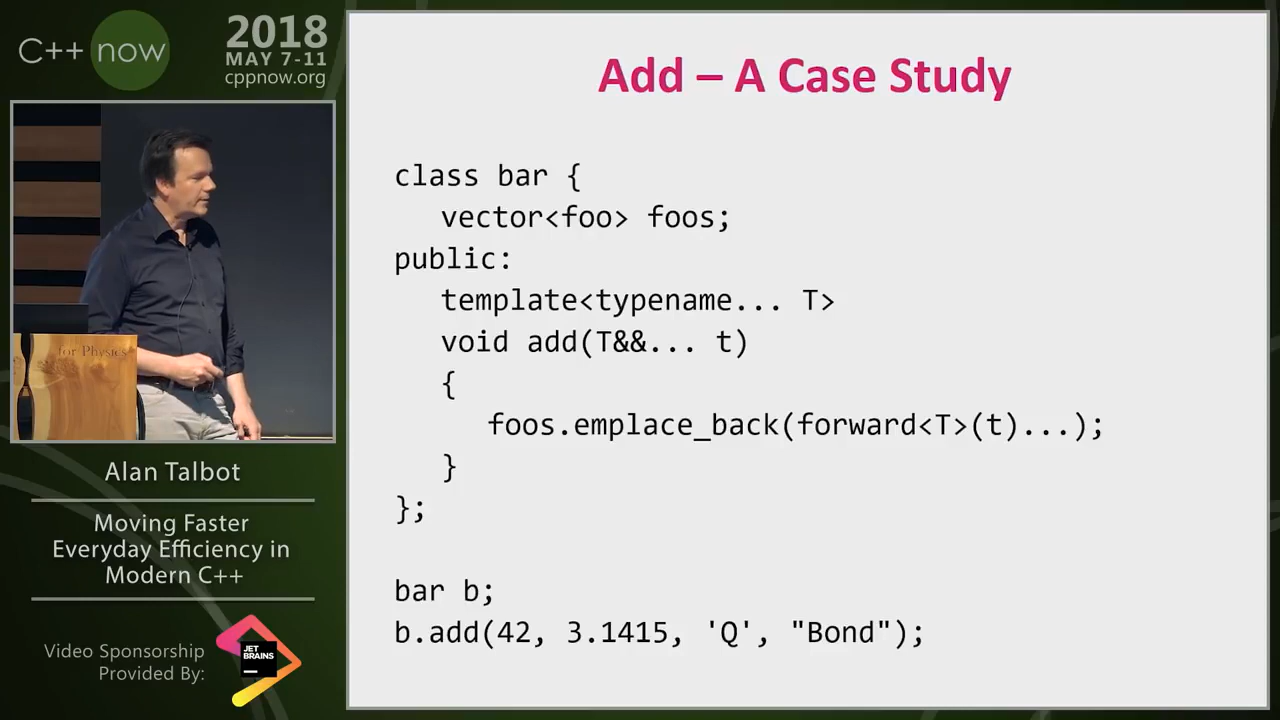 C++ now
2018
MAY 7-11
cppnow.org
for Physics
Alan Talbot
Moving Faster
Everyday Efficiency in
Modern C++
Video Sponsorship
Provided By:
JET
BRAINS
Add – A Case Study
class bar {
vector<foo> foos;
public:
template<typename... T>
void add(T&&... t)
{
foos.emplace_back(forward<T>(t)...);
}
};
bar b;
b.add(42, 3.1415, 'Q', "Bond");